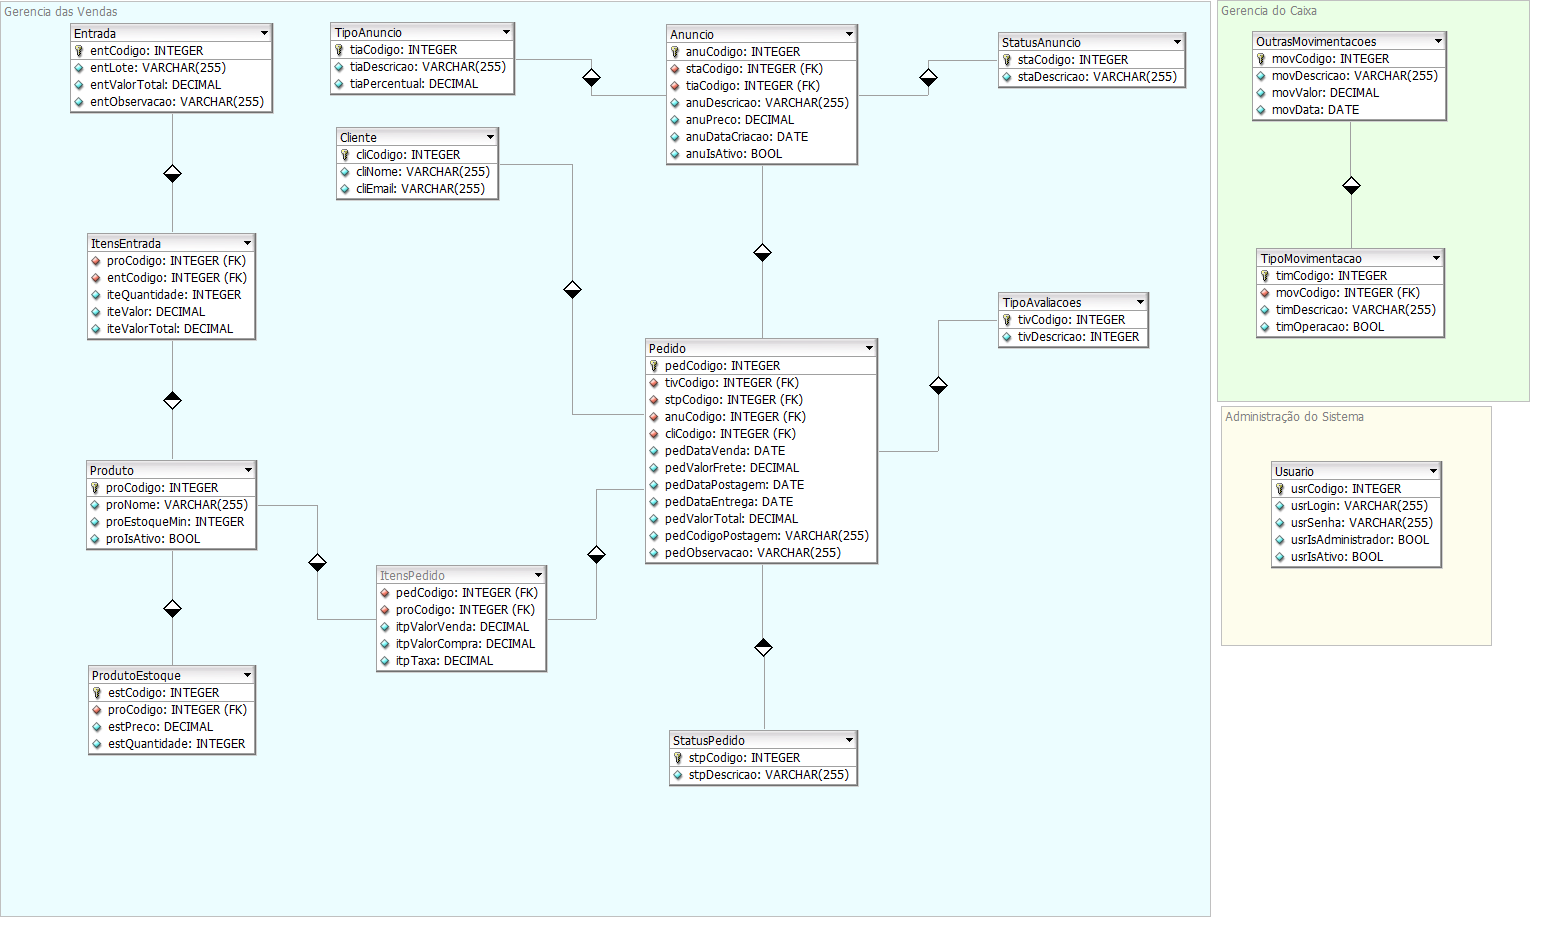 Gerencia das Vendas
Entrada
entCodigo: INTEGER
entLote: VARCHAR(255)
entValorTotal: DECIMAL
entObservacao: VARCHAR(255)
TipoAnuncio
tiaCodigo: INTEGER
tiaDescricao: VARCHAR(255)
tiaPercentual: DECIMAL
Anuncio
anuCodigo: INTEGER
staCodigo: INTEGER (FK)
tiaCodigo: INTEGER (FK)
anuDescricao: VARCHAR(255)
anuPreco: DECIMAL
anuDataCriacao: DATE
anuIsAtivo: BOOL
StatusAnuncio
staCodigo: INTEGER
staDescricao: VARCHAR(255)
Cliente
cliCodigo: INTEGER
cliNome: VARCHAR(255)
cliEmail: VARCHAR(255)
ItensEntrada
proCodigo: INTEGER (FK)
entCodigo: INTEGER (FK)
iteQuantidade: INTEGER
iteValor: DECIMAL
iteValorTotal: DECIMAL
TipoAvaliacoes
tivCodigo: INTEGER
tivDescricao: INTEGER
Pedido
pedCodigo: INTEGER
tivCodigo: INTEGER (FK)
stpCodigo: INTEGER (FK)
anuCodigo: INTEGER (FK)
cliCodigo: INTEGER (FK)
pedDataVenda: DATE
pedValorFrete: DECIMAL
pedDataPostagem: DATE
pedDataEntrega: DATE
pedValorTotal: DECIMAL
pedCodigoPostagem: VARCHAR(255)
pedObservacao: VARCHAR(255)
Produto
proCodigo: INTEGER
proNome: VARCHAR(255)
proEstoqueMin: INTEGER
proIsAtivo: BOOL
ItensPedido
pedCodigo: INTEGER (FK)
proCodigo: INTEGER (FK)
itpValorVenda: DECIMAL
itpValorCompra: DECIMAL
itpTaxa: DECIMAL
ProdutoEstoque
estCodigo: INTEGER
proCodigo: INTEGER (FK)
estPreco: DECIMAL
estQuantidade: INTEGER
StatusPedido
stpCodigo: INTEGER
stpDescricao: VARCHAR(255)
Gerencia do Caixa
OutrasMovimentacoes
movCodigo: INTEGER
movDescricao: VARCHAR(255)
movValor: DECIMAL
movData: DATE
TipoMovimentacao
timCodigo: INTEGER
movCodigo: INTEGER (FK)
timDescricao: VARCHAR(255)
timOperacao: BOOL
Administração do Sistema
Usuario
usrCodigo: INTEGER
usrLogin: VARCHAR(255)
usrSenha: VARCHAR(255)
usrIsAdministrador: BOOL
usrIsAtivo: BOOL